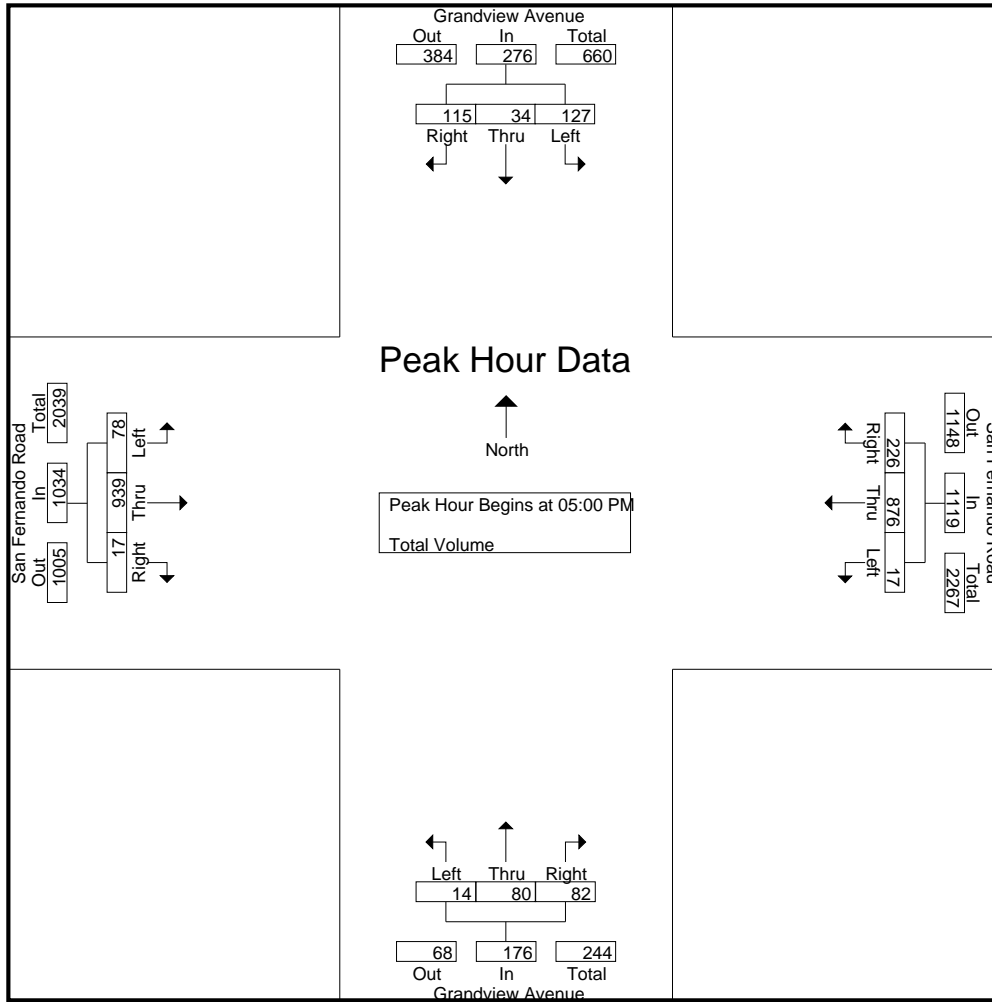 Grandview Avenue
Out In Total
384 276 660
115 34 127
Right Thru Left
Peak Hour Data
North
Peak Hour Begins at 05:00 PM
Total Volume
San Fernando Road
Out In Total
1005 1034 2039
17 939 78
Right Thru Left
San Fernando Road
Out In Total
1148 1119 2267
226 876 17
Right Thru Left
Left Thru Right
14 80 82
68 176 244
Out In Total
Grandview Avenue